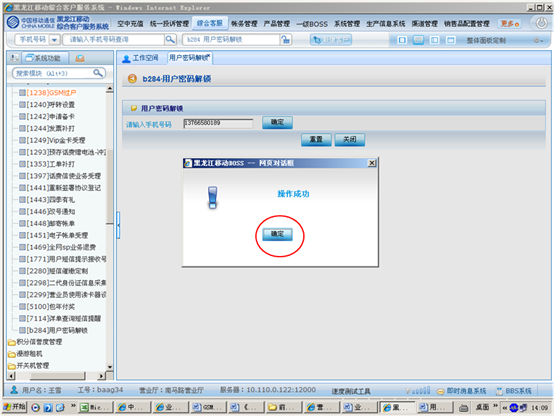 黑龙江移动综合客户服务系统 - Windows Internet Explorer
中国移动通信 CHINA MOBILE 黑龙江移动 综合客户服务系统 空中充值 统一投诉管理 综合客服 帐务管理 产品管理 一级BOSS 系统管理 生产信息系统 渠道管理 销售品配置管理 更多
手机号码 请输入手机号码查询 b284 用户密码解锁 整体面板定制
系统功能 工作空间 用户密码解锁
搜索模块 (Alt+3)
b284-用户密码解锁
[1238]GSM过户
[1240]呼转设置
[1242]申请备卡
[1244]发票补打
[1249]Vip金卡受理
[1293]预存话费赠电池-冲正
[1353]工单补打
[1397]话费信使业务受理
[1441]重新签署协议登记
[1443]四季有礼
[1446]改号通知
[1448]邮寄帐单
[1451]电子帐单受理
[1469]全网sp业务退费
[1771]用户短信提示接收号
[2280]短信催缴定制
[2298]二代身份证信息采集
[2299]营业员使用读卡器设
[5100]包年付奖
[7114]详单查询短信提醒
[b284]用户密码解锁
积分信誉度管理
漫游租机
开关机管理
用户密码解锁
请输入手机号码 13766580189 确定
重置 关闭
黑龙江移动BOSS -- 网页对话框
操作成功
确定
用户名：王雪 工号：baag34 营业厅：南马路营业厅 服务器：10.110.0.122:12000 速度测试工具 即时消息系统 BBS系统
开始 桌面 14:09